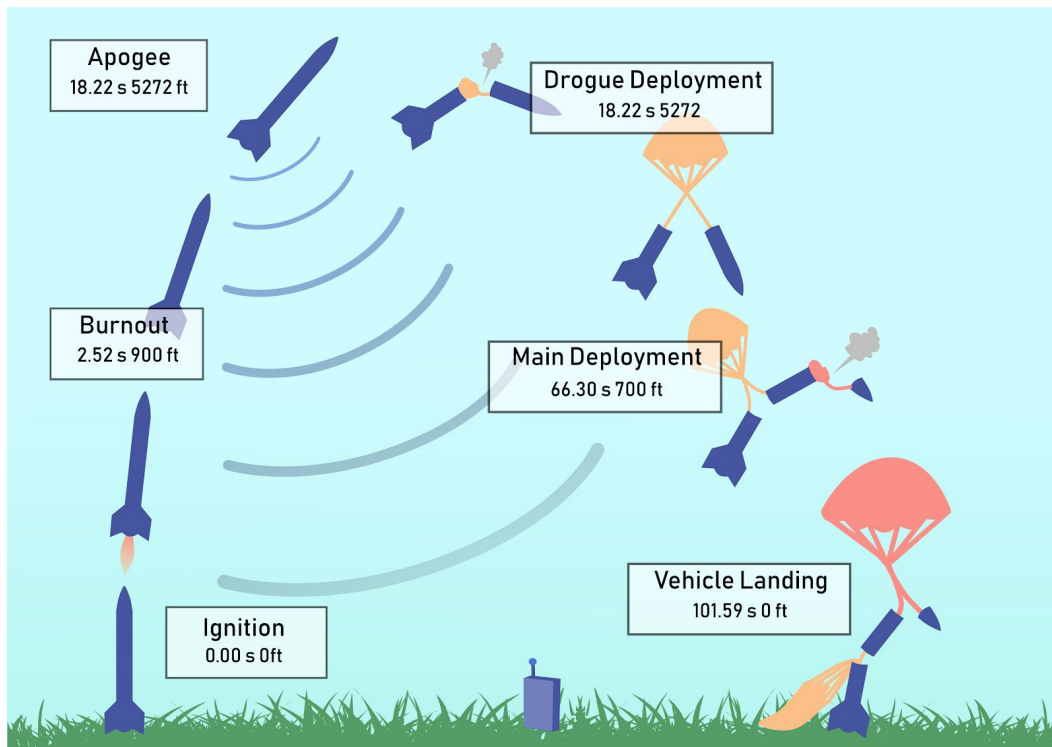 Apogee
18.22 s 5272 ft
Drogue Deployment
18.22 s 5272
Burnout
2.52 s 900 ft
Main Deployment
66.30 s 700 ft
Vehicle Landing
101.59 s 0 ft
Ignition
0.00 s 0ft